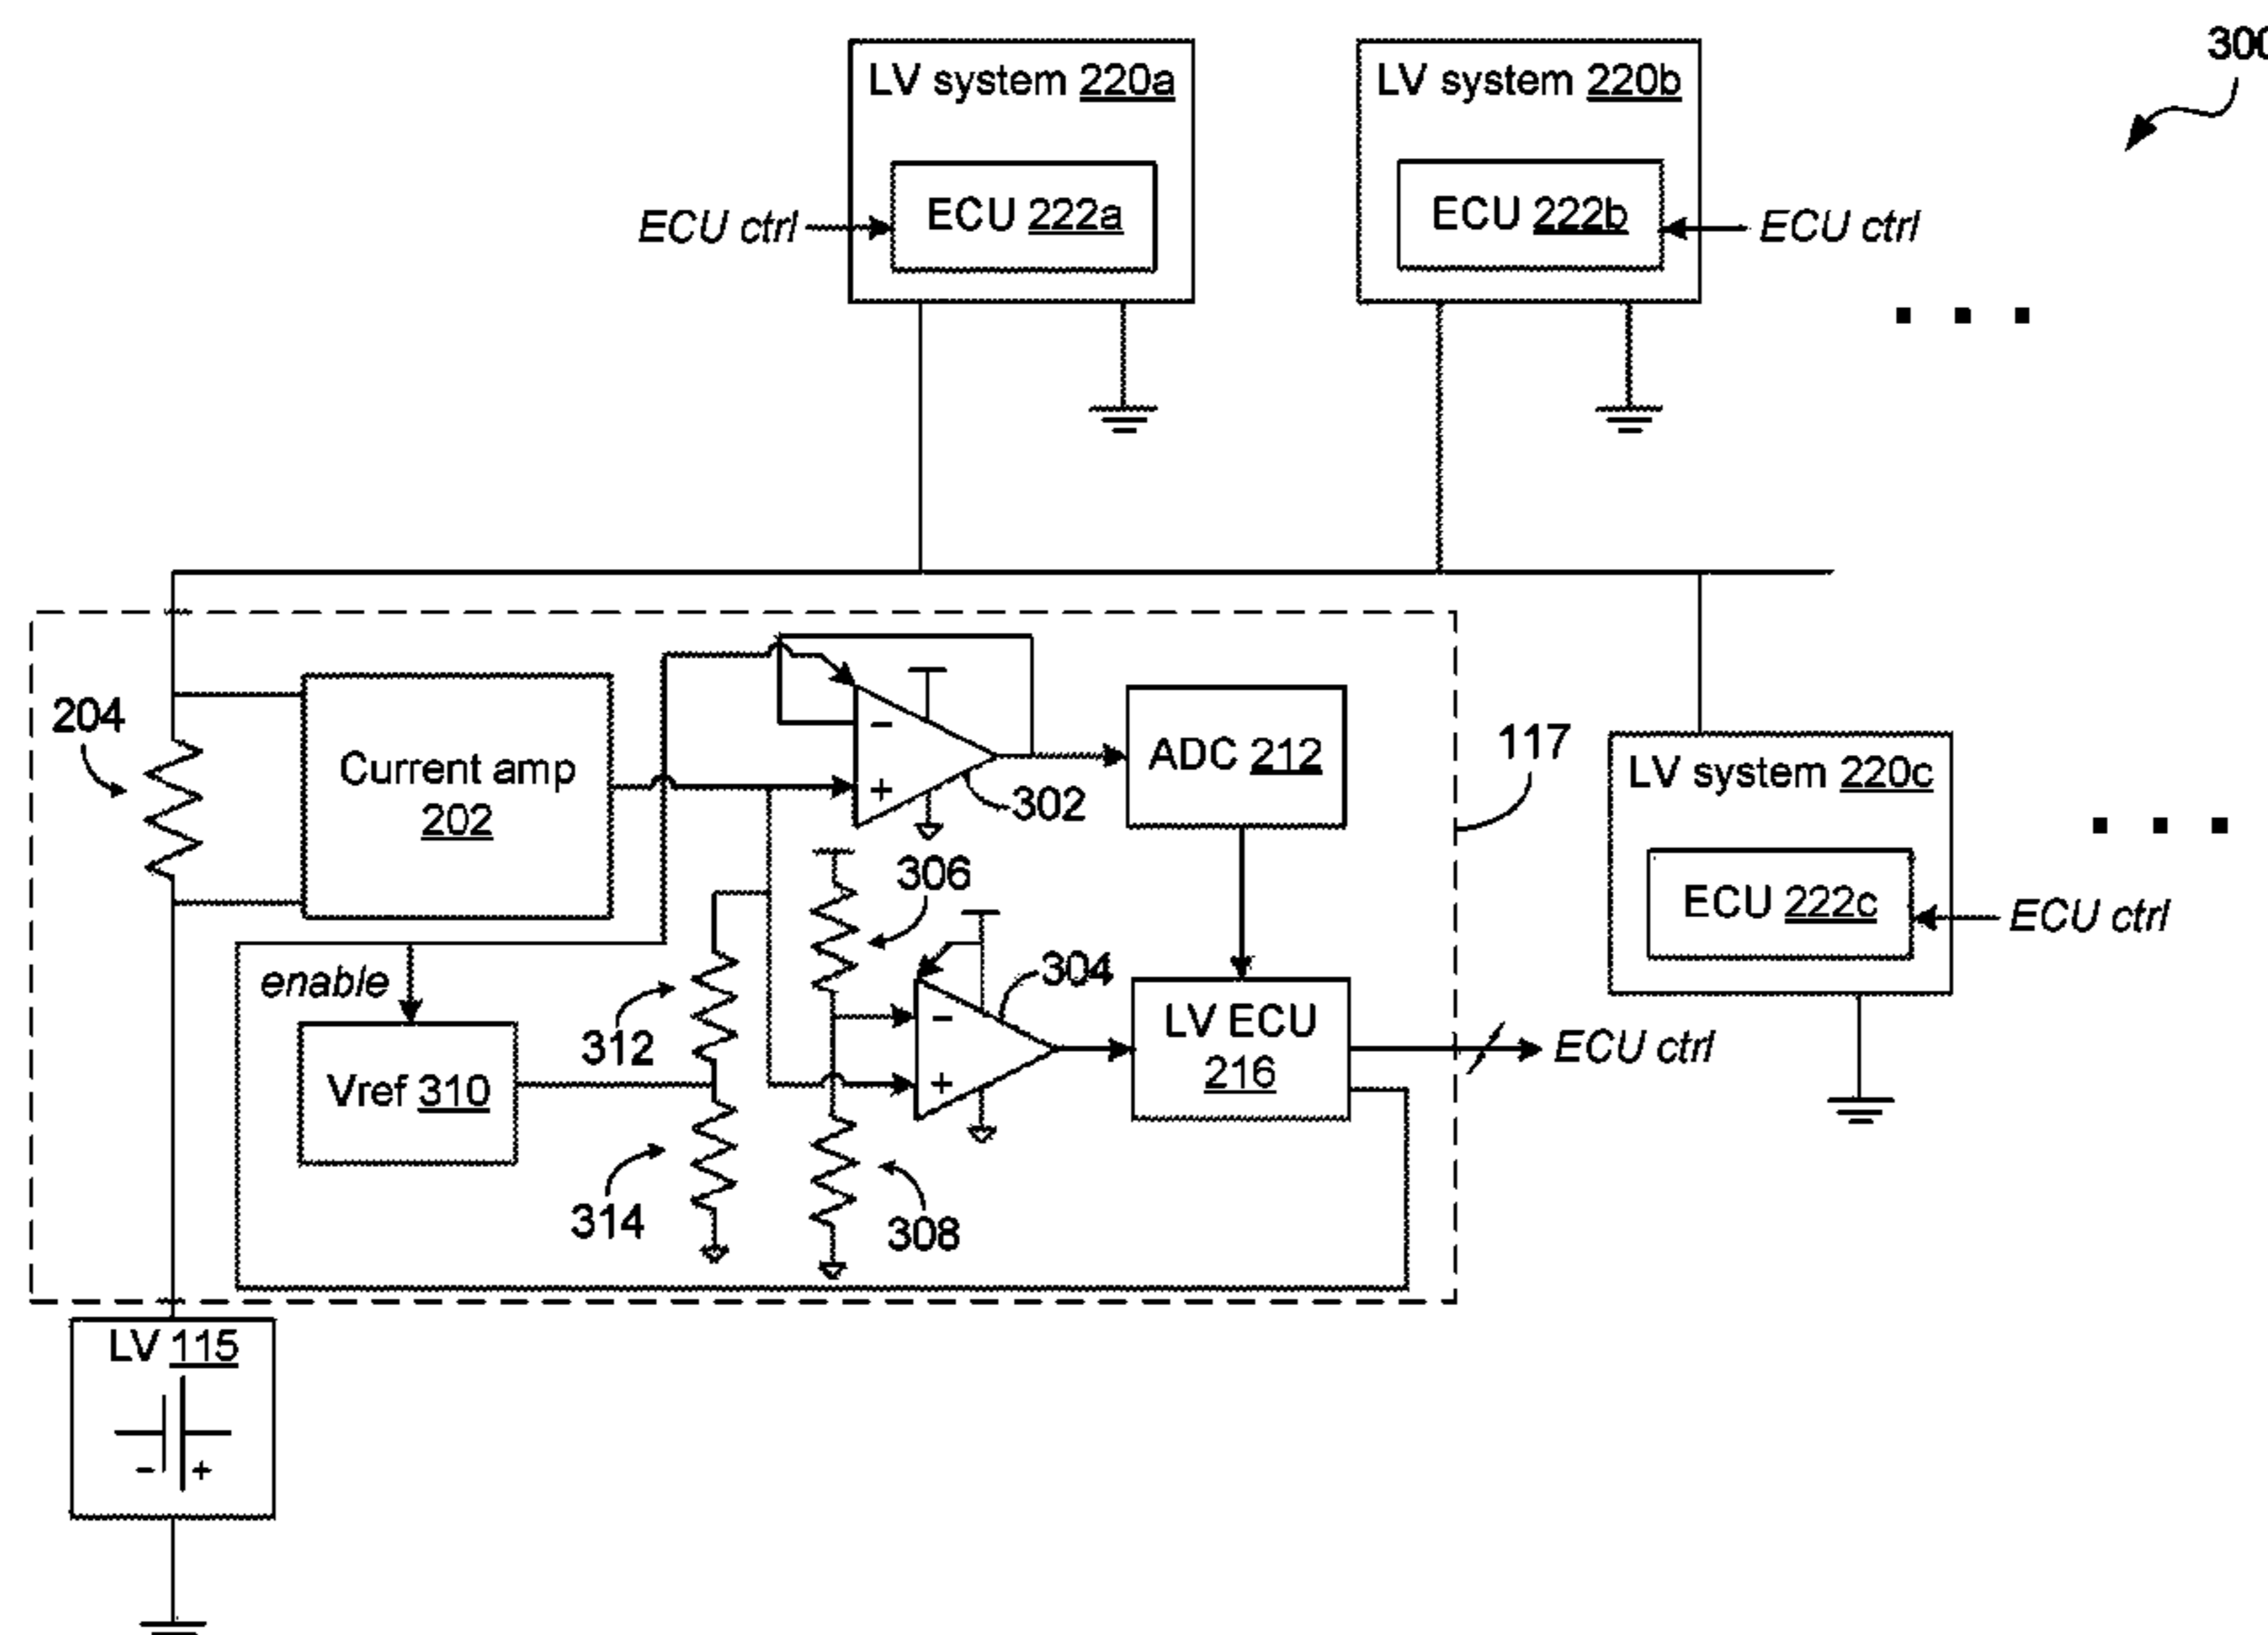 300
LV system 220a
ECU 222a
ECU ctrl
LV system 220b
ECU 222b
ECU ctrl
. . .
204
Current amp
202
-
+
302
ADC 212
117
LV system 220c
ECU 222c
ECU ctrl
. . .
306
enable
312
304
-
+
LV ECU
216
ECU ctrl
Vref 310
314
308
LV 115
- +